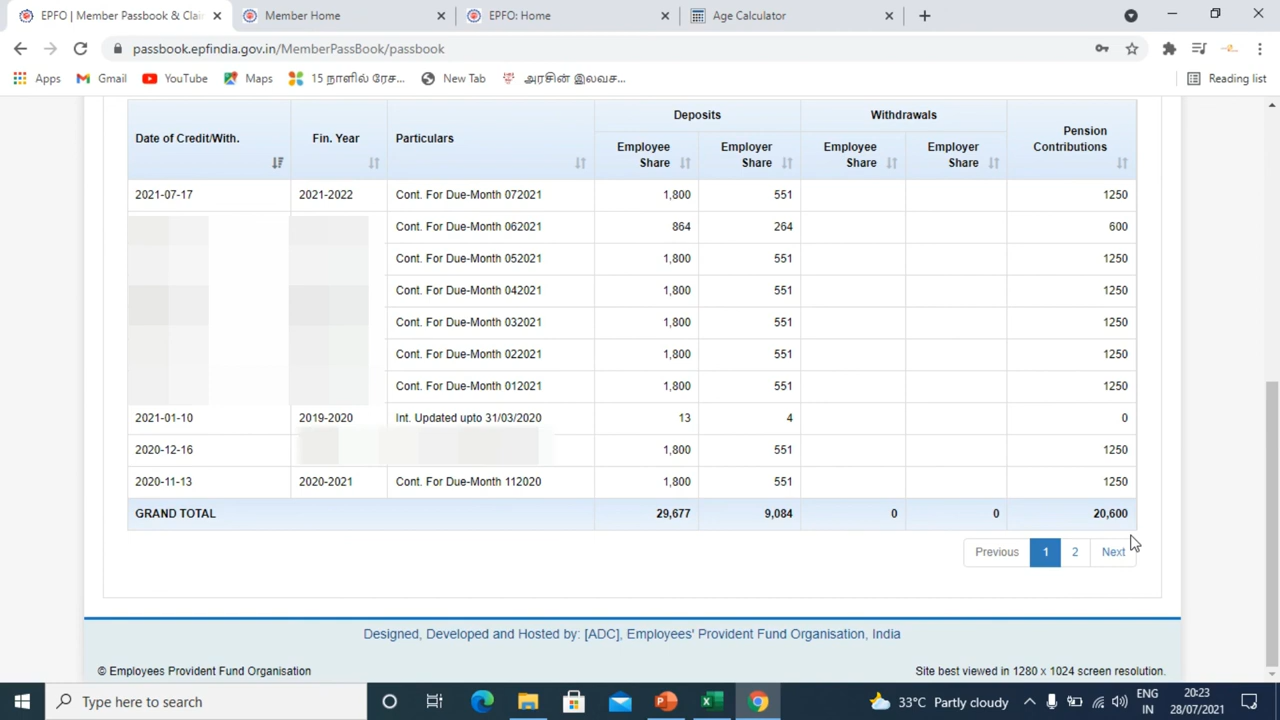 EPFO | Member Passbook & Clai
Member Home
EPFO: Home
Age Calculator
passbook.epfindia.gov.in/MemberPassBook/passbook
Apps
Gmail
YouTube
Maps
15 நாளில் ரேச...
New Tab
அரசின் இலவச...
Reading list
Deposits Withdrawals
Date of Credit/With. Fin. Year Particulars Employee Share Employer Share Employee Share Employer Share Pension Contributions
2021-07-17 2021-2022 Cont. For Due-Month 072021 1,800 551 1250
Cont. For Due-Month 062021 864 264 600
Cont. For Due-Month 052021 1,800 551 1250
Cont. For Due-Month 042021 1,800 551 1250
Cont. For Due-Month 032021 1,800 551 1250
Cont. For Due-Month 022021 1,800 551 1250
Cont. For Due-Month 012021 1,800 551 1250
2021-01-10 2019-2020 Int. Updated upto 31/03/2020 13 4 0
2020-12-16 1,800 551 1250
2020-11-13 2020-2021 Cont. For Due-Month 112020 1,800 551 1250
GRAND TOTAL 29,677 9,084 0 0 20,600
Previous 1 2 Next
Designed, Developed and Hosted by: [ADC], Employees' Provident Fund Organisation, India
© Employees Provident Fund Organisation
Site best viewed in 1280 x 1024 screen resolution.
Type here to search
33°C Partly cloudy
ENG
IN
20:23
28/07/2021